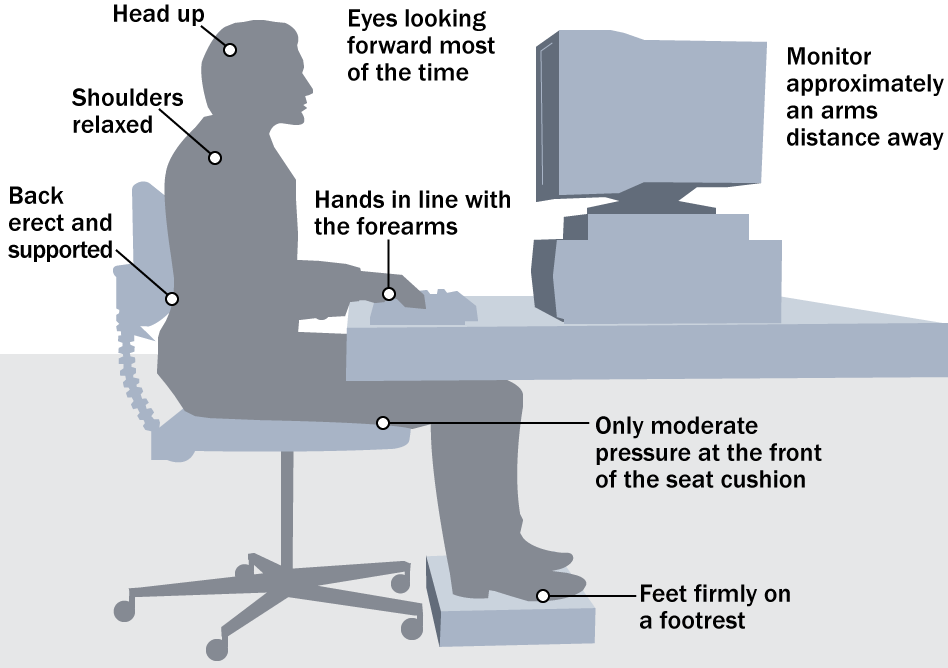 Head up
Eyes looking
forward most
of the time
Monitor
approximately
an arms
distance away
Shoulders
relaxed
Back
erect and
supported
Hands in line with
the forearms
Only moderate
pressure at the front
of the seat cushion
Feet firmly on
a footrest